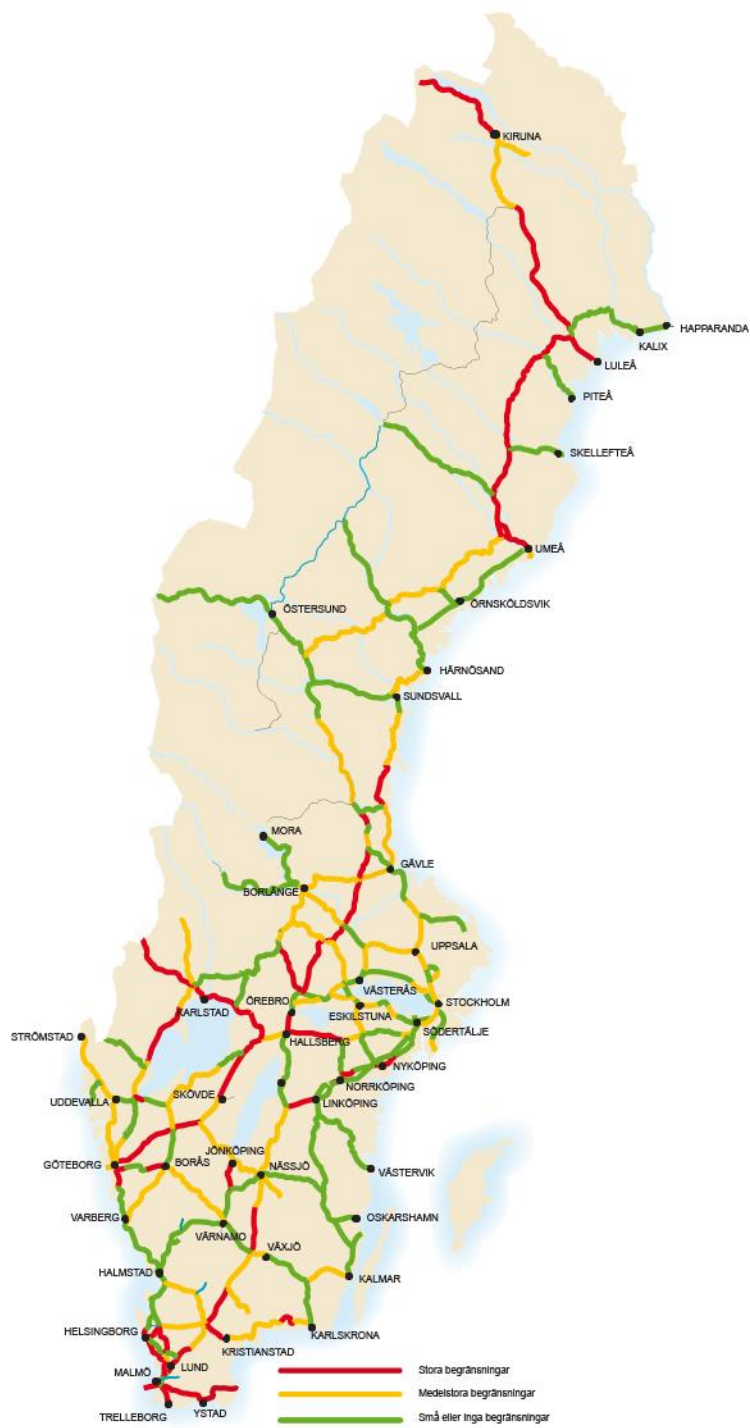 KIRUNA
HAPPARANDA
KALIX
LULEÅ
PITEÅ
SKELLEFTEÅ
UMEÅ
ÖRNSKÖLDSVIK
ÖSTERSUND
HÄRNÖSAND
SUNDSVALL
MORA
GÄVLE
BORLÄNGE
UPPSALA
VÄSTERÅS
KARLSTAD
ÖREBRO
STOCKHOLM
ESKILSTUNA
SÖDERTÄLJE
STRÖMSTAD
HALLSBERG
NYKÖPING
NORRKÖPING
SKÖVDE
UDDEVALLA
LINKÖPING
JÖNKÖPING
GÖTEBORG
BORÅS
NÄSSJÖ
VÄSTERVIK
VARBERG
OSKARSHAMN
VÄRNAMO
VÄXJÖ
HALMSTAD
KALMAR
HELSINGBORG
KARLSKRONA
KRISTIANSTAD
LUND
MALMÖ
TRELLEBORG
YSTAD
Stora begränsningar
Medelstora begränsningar
Små eller inga begränsningar